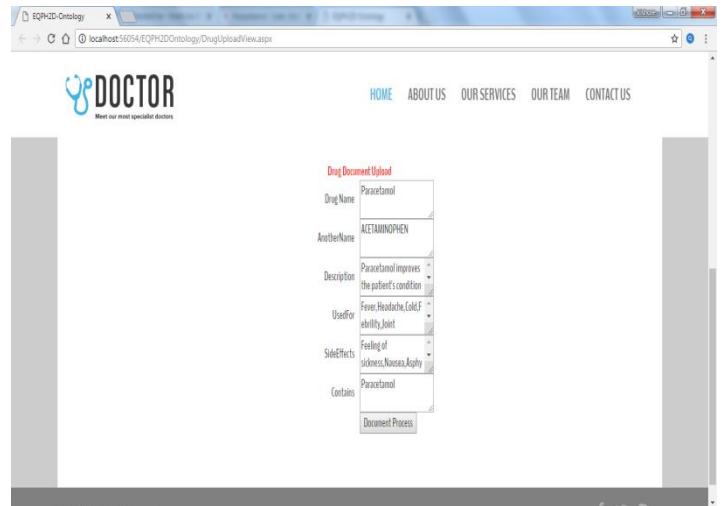 EQPH2D-Ontology
localhost:56054/EQPH2DOntology/DrugUploadView.aspx
DOCTOR
Meet our most specialist doctors
HOME ABOUT US OUR SERVICES OUR TEAM CONTACT US
Drug Document Upload
Drug Name Paracetamol
AnotherName ACETAMINOPHEN
Description Paracetamol improves
the patient's condition
UsedFor Fever,Headache,Cold,F
ebrility,Joint
SideEffects Feeling of
sickness,Nausea,Asphy
Contains Paracetamol
Document Process